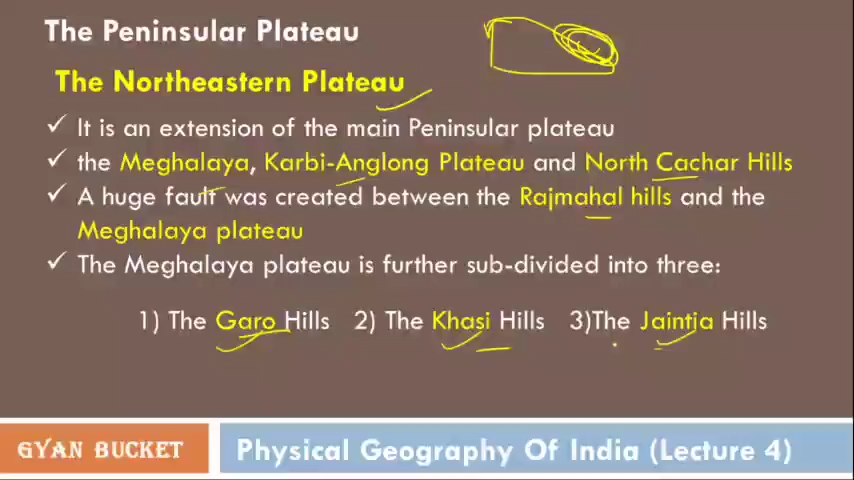 The Peninsular Plateau
The Northeastern Plateau
✓ It is an extension of the main Peninsular plateau
✓ the Meghalaya, Karbi-Anglong Plateau and North Cachar Hills
✓ A huge fault was created between the Rajmahal hills and the
Meghalaya plateau
✓ The Meghalaya plateau is further sub-divided into three:
1) The Garo Hills 2) The Khasi Hills 3)The Jaintia Hills
GYAN BUCKET
Physical Geography Of India (Lecture 4)